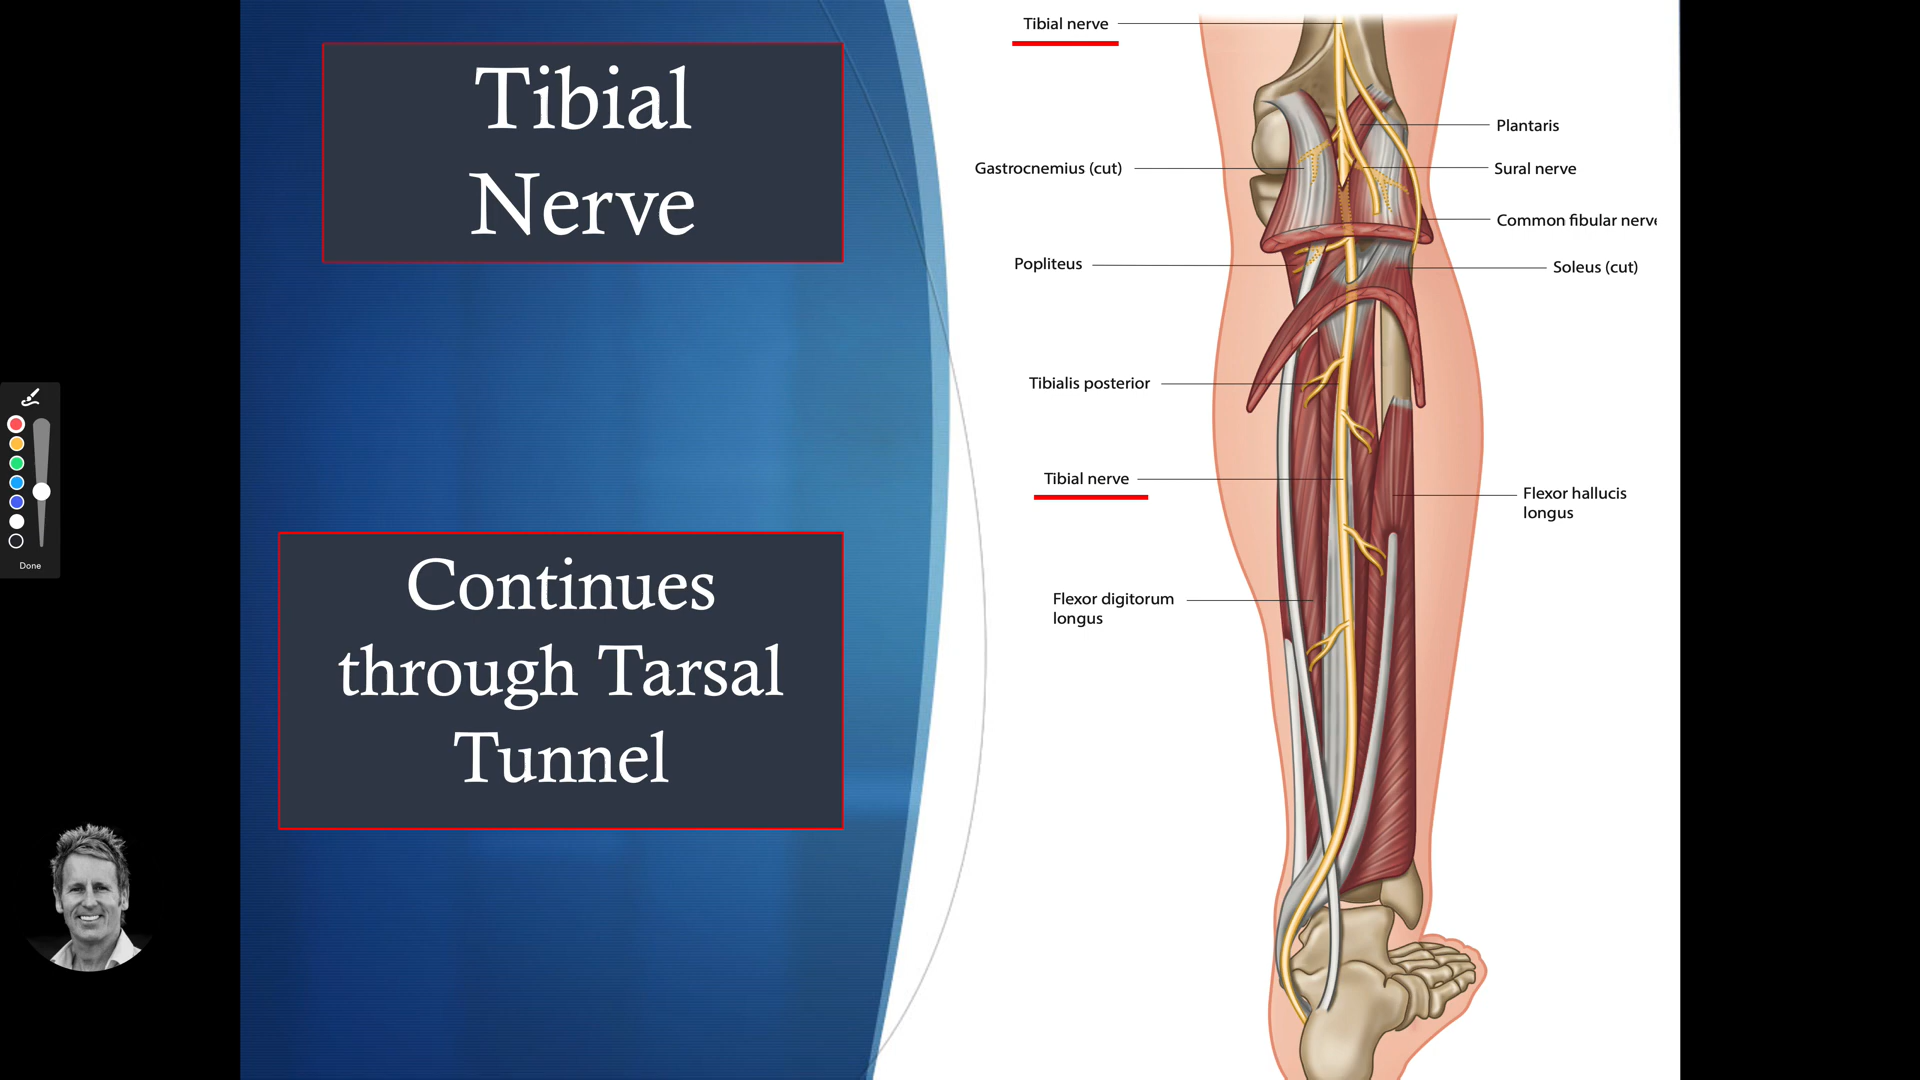 Tibial
Nerve
Continues
through Tarsal
Tunnel
Tibial nerve
Plantaris
Gastrocnemius (cut)
Sural nerve
Common fibular nerve
Popliteus
Soleus (cut)
Tibialis posterior
Tibial nerve
Flexor hallucis
longus
Flexor digitorum
longus
Done